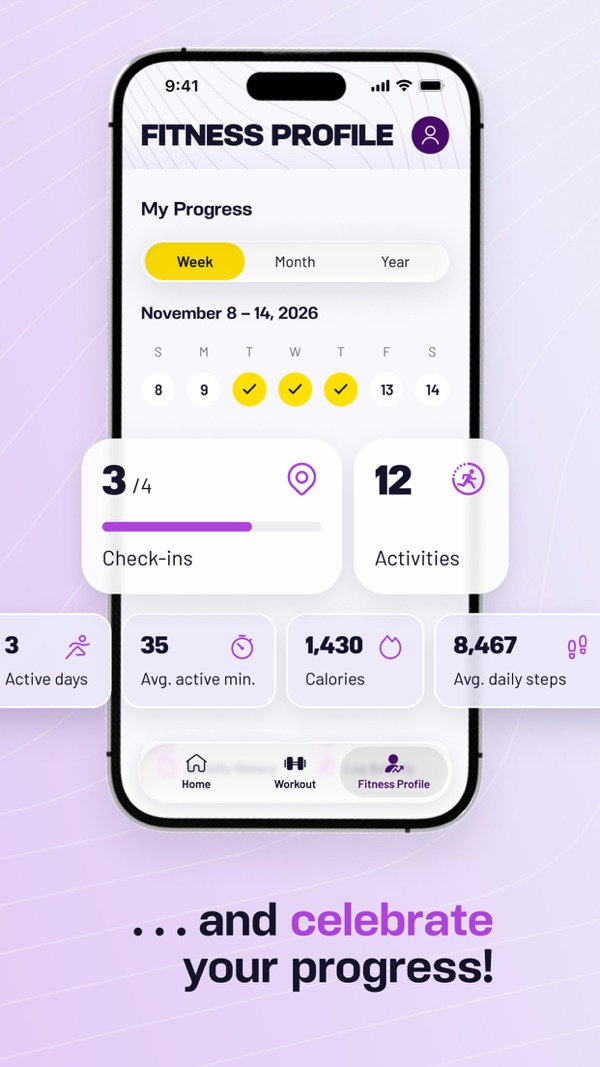 9:41
FITNESS PROFILE
My Progress
Week Month Year
November 8 – 14, 2026
S M T W T F S
8 9 13 14
3 /4
Check-ins
12
Activities
3
Active days
35
Avg. active min.
1,430
Calories
8,467
Avg. daily steps
Home Workout Fitness Profile
. . . and celebrate
your progress!